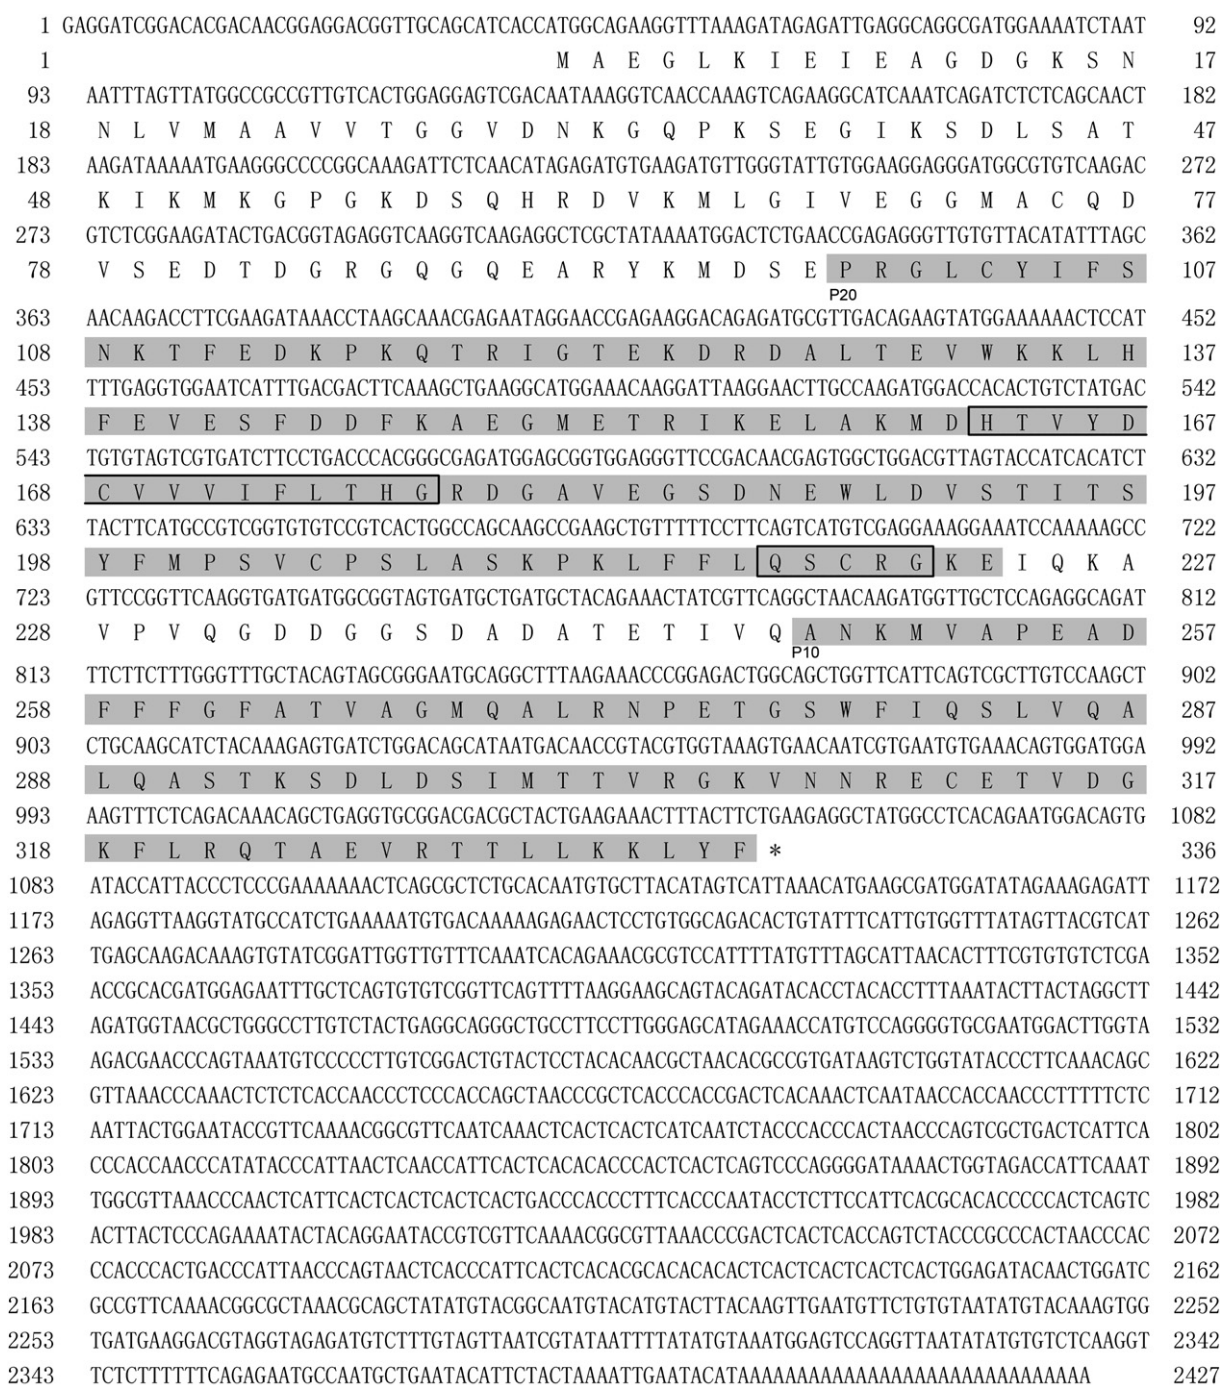 1 GAGGATCGGACACGACAACGGAGGACGGTTGCAGCATCACCATGGCAGAAGGTTTAAAGATAGAGATTGAGGCAGGCGATGGAAAATCTAAT 92
1 M A E G L K I E I E A G D G K S N 17
93 AATTTAGTTATGGCCGCCGTTGTCACTGGAGGAGTCGACAATAAAGGTCAACCAAAGTCAGAAGGCATCAAATCAGATCTCTCAGCAACT 182
18 N L V M A A V V T G G V D N K G Q P K S E G I K S D L S A T 47
183 AAGATAAAAATGAAGGGCCCCGGCAAAGATTCTCAACATAGAGATGTGAAGATGTTGGGTATTGTGGAAGGAGGGATGGCGTGTCAAGAC 272
48 K I K M K G P G K D S Q H R D V K M L G I V E G G M A C Q D 77
273 GTCTCGGAAGATACTGACGGTAGAGGTCAAGGTCAAGAGGCTCGCTATAAAATGGACTCTGAACCGAGAGGGTTGTGTTACATATTTAGC 362
78 V S E D T D G R G Q G Q E A R Y K M D S E P R G L C Y I F S 107
P20
363 AACAAGACCTTCGAAGATAAACCTAAGCAAACGAGAATAGGAACCGAGAAGGACAGAGATGCGTTGACAGAAGTATGGAAAAAACTCCAT 452
108 N K T F E D K P K Q T R I G T E K D R D A L T E V W K K L H 137
453 TTTGAGGTGGAATCATTTGACGACTTCAAAGCTGAAGGCATGGAAACAAGGATTAAGGAACTTGCCAAGATGGACCACACTGTCTATGAC 542
138 F E V E S F D D F K A E G M E T R I K E L A K M D H T V Y D 167
543 TGTGTAGTCGTGATCTTCCTGACCCACGGGCGAGATGGAGCGGTGGAGGGTTCCGACAACGAGTGGCTGGACGTTAGTACCATCACATCT 632
168 C V V V I F L T H G R D G A V E G S D N E W L D V S T I T S 197
633 TACTTCATGCCGTCGGTGTGTCCGTCACTGGCCAGCAAGCCGAAGCTGTTTTTCCTTCAGTCATGTCGAGGAAAGGAAATCCAAAAAGCC 722
198 Y F M P S V C P S L A S K P K L F F L Q S C R G K E I Q K A 227
723 GTTCCGGTTCAAGGTGATGATGGCGGTAGTGATGCTGATGCTACAGAAACTATCGTTCAGGCTAACAAGATGGTTGCTCCAGAGGCAGAT 812
228 V P V Q G D D G G S D A D A T E T I V Q A N K M V A P E A D 257
P10
813 TTCTTCTTTGGGTTTGCTACAGTAGCGGGAATGCAGGCTTTAAGAAACCCGGAGACTGGCAGCTGGTTCATTCAGTCGCTTGTCCAAGCT 902
258 F F F G F A T V A G M Q A L R N P E T G S W F I Q S L V Q A 287
903 CTGCAAGCATCTACAAAGAGTGATCTGGACAGCATAATGACAACCGTACGTGGTAAAGTGAACAATCGTGAATGTGAAACAGTGGATGGA 992
288 L Q A S T K S D L D S I M T T V R G K V N N R E C E T V D G 317
993 AAGTTTCTCAGACAAACAGCTGAGGTGCGGACGACGCTACTGAAGAAACTTTACTTCTGAAGAGGCTATGGCCTCACAGAATGGACAGTG 1082
318 K F L R Q T A E V R T T L L K K L Y F * 336
1083 ATACCATTACCCTCCCGAAAAAAACTCAGCGCTCTGCACAATGTGCTTACATAGTCATTAAACATGAAGCGATGGATATAGAAAGAGATT 1172
1173 AGAGGTTAAGGTATGCCATCTGAAAAATGTGACAAAAAGAGAACTCCTGTGGCAGACACTGTATTTCATTGTGGTTTATAGTTACGTCAT 1262
1263 TGAGCAAGACAAAGTGTATCGGATTGGTTGTTTCAAATCACAGAAACGCGTCCATTTTATGTTTAGCATTAACACTTTCGTGTGTCTCGA 1352
1353 ACCGCACGATGGAGAATTTGCTCAGTGTGTCGGTTCAGTTTTAAGGAAGCAGTACAGATACACCTACACCTTTAAATACTTACTAGGCTT 1442
1443 AGATGGTAACGCTGGGCCTTGTCTACTGAGGCAGGGCTGCCTTCCTTGGGAGCATAGAAACCATGTCCAGGGGTGCGAATGGACTTGGTA 1532
1533 AGACGAACCCAGTAAATGTCCCCCTTGTCGGACTGTACTCCTACACAACGCTAACACGCCGTGATAAGTCTGGTATACCCTTCAAACAGC 1622
1623 GTTAAACCCAAACTCTCTCACCAACCCTCCCACCAGCTAACCCGCTCACCCACCGACTCACAAACTCAATAACCACCAACCCTTTTTCTC 1712
1713 AATTACTGGAATACCGTTCAAAACGGCGTTCAATCAAACTCACTCACTCATCAATCTACCCACCCACTAACCCAGTCGCTGACTCATTCA 1802
1803 CCCACCAACCCATATACCCATTAACTCAACCATTCACTCACACACCCACTCACTCAGTCCCAGGGGATAAAACTGGTAGACCATTCAAAT 1892
1893 TGGCGTTAAACCCAACTCATTCACTCACTCACTCACTGACCCACCCTTTCACCCAATACCTCTTCCATTCACGCACACCCCCACTCAGTC 1982
1983 ACTTACTCCCAGAAAATACTACAGGAATACCGTCGTTCAAAACGGCGTTAAACCCGACTCACTCACCAGTCTACCCGCCCACTAACCCAC 2072
2073 CCACCCACTGACCCATTAACCCAGTAACTCACCCATTCACTCACACGCACACACACTCACTCACTCACTCACTGGAGATACAACTGGATC 2162
2163 GCCGTTCAAAACGGCGCTAAACGCAGCTATATGTACGGCAATGTACATGTACTTACAAGTTGAATGTTCTGTGTAATATGTACAAAGTGG 2252
2253 TGATGAAGGACGTAGGTAGAGATGTCTTTGTAGTTAATCGTATAATTTTATATGTAAATGGAGTCCAGGTTAATATATGTGTCTCAAGGT 2342
2343 TCTCTTTTTTCAGAGAATGCCAATGCTGAATACATTCTACTAAAATTGAATACATAAAAAAAAAAAAAAAAAAAAAAAAAAAAAA 2427